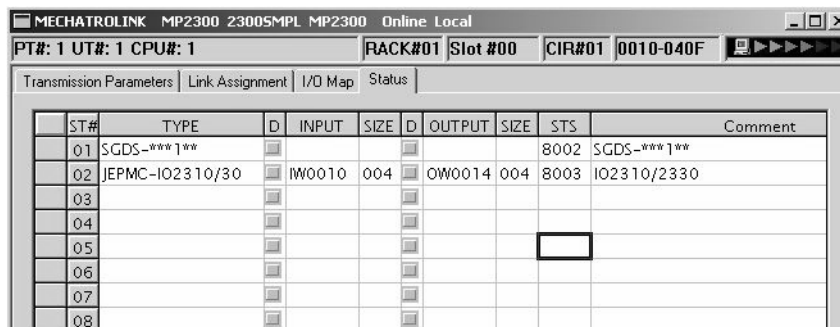 MECHATROLINK MP2300 2300SMPL MP2300 Online Local
PT#: 1 UT#: 1 CPU#: 1 RACK#01 Slot #00 CIR#01 0010-040F
Transmission Parameters Link Assignment I/O Map Status
ST# TYPE D INPUT SIZE D OUTPUT SIZE STS Comment
01 SGDS-***1** 8002 SGDS-***1**
02 JEPMC-IO2310/30 IW0010 004 OW0014 004 8003 IO2310/2330
03
04
05
06
07
08